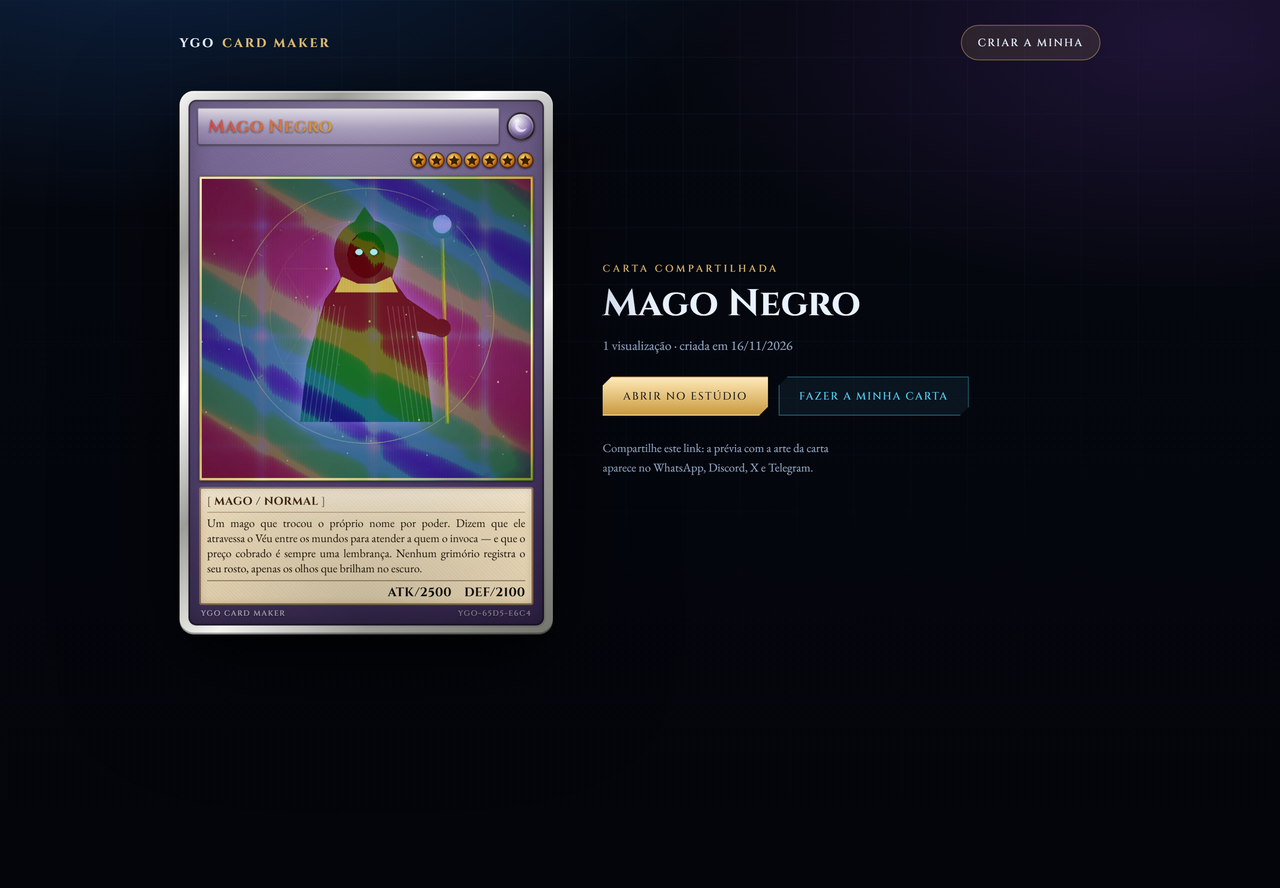 YGO CARD MAKER
CRIAR A MINHA
Mago Negro
[ MAGO / NORMAL ]
Um mago que trocou o próprio nome por poder. Dizem que ele
atravessa o Véu entre os mundos para atender a quem o invoca — e que o
preço cobrado é sempre uma lembrança. Nenhum grimório registra o
seu rosto, apenas os olhos que brilham no escuro.
ATK/2500 DEF/2100
YGO CARD MAKER
YGO-65D5-E6C4
CARTA COMPARTILHADA
Mago Negro
1 visualização · criada em 16/11/2026
ABRIR NO ESTÚDIO
FAZER A MINHA CARTA
Compartilhe este link: a prévia com a arte da carta
aparece no WhatsApp, Discord, X e Telegram.